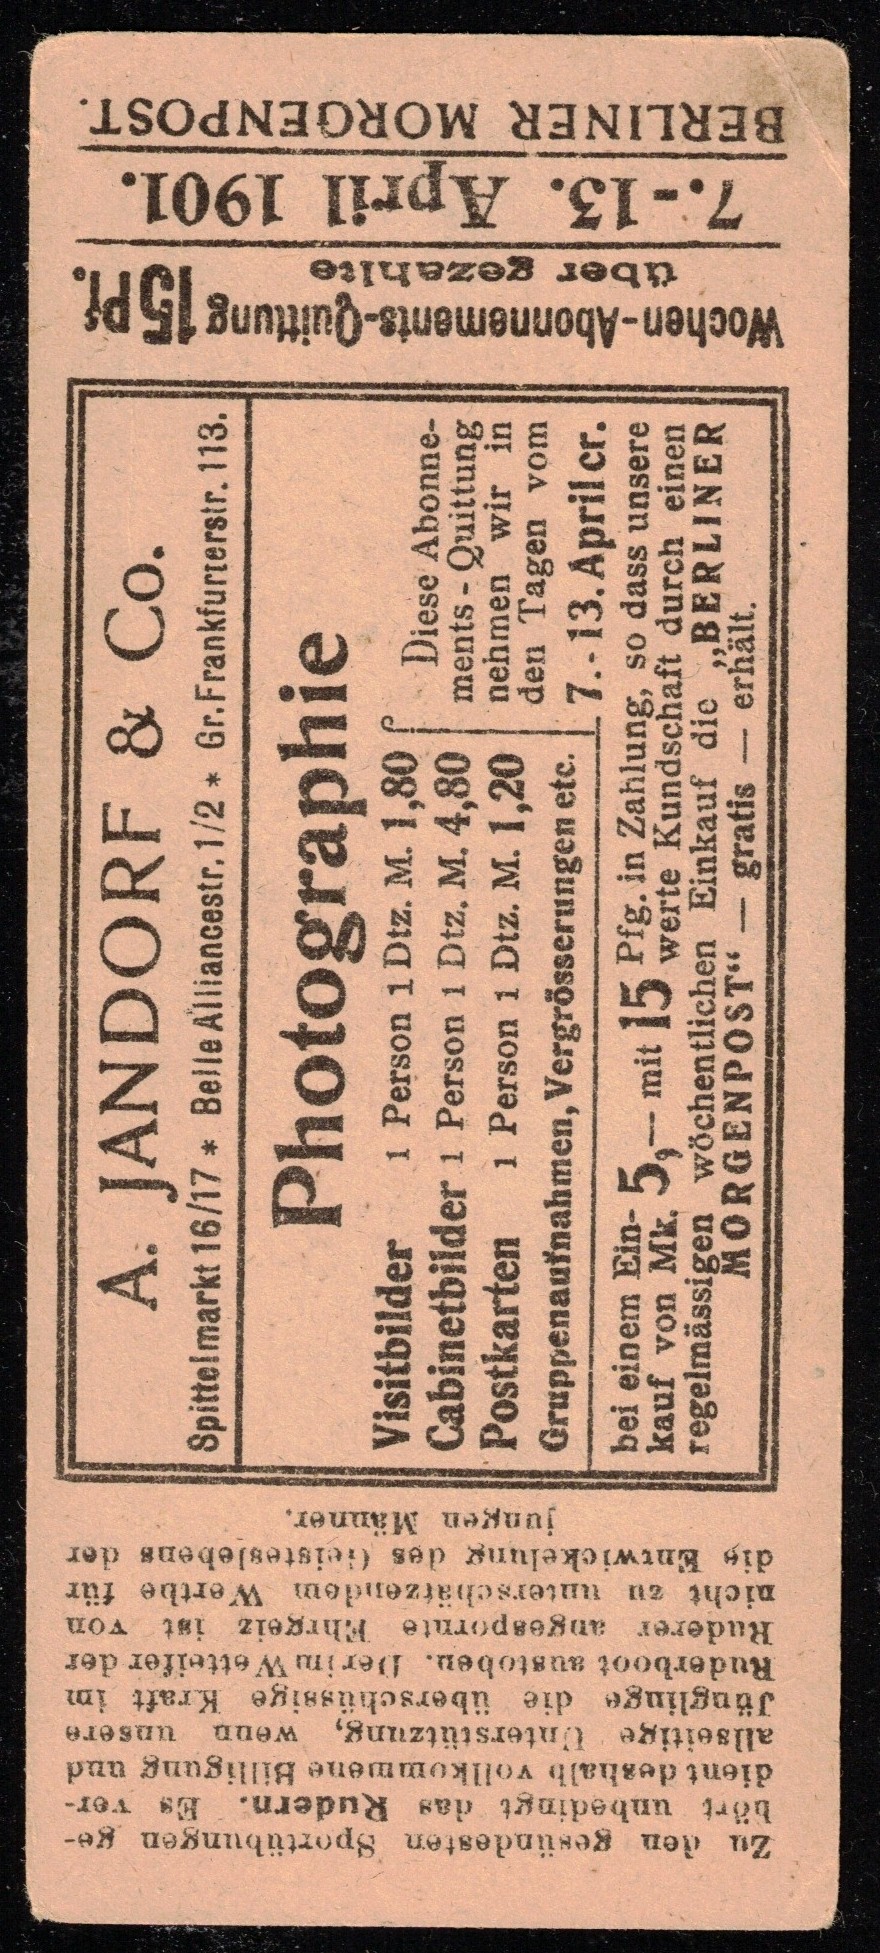 BERLINER MORGENPOST.
7.-13. April 1901.
über gezahlte
Wochen-Abonnements-Quittung 15 Pf.
A. JANDORF & Co.
Spittelmarkt 16/17 * Belle Alliancestr. 1/2 * Gr. Frankfurterstr. 113.
Photographie
Visitbilder 1 Person 1 Dtz. M. 1,80
Cabinetbilder 1 Person 1 Dtz. M. 4,80
Postkarten 1 Person 1 Dtz. M. 1,20
Gruppenaufnahmen, Vergrösserungen etc.
Diese Abonne-
ments-Quittung
nehmen wir in
den Tagen vom
7.-13. April cr.
bei einem Ein-
kauf von Mk. 5,— mit 15 Pfg. in Zahlung, so dass unsere
werte Kundschaft durch einen
regelmässigen wöchentlichen Einkauf die „BERLINER
MORGENPOST“ — gratis — erhält.
Zu den gesündesten Sportübungen ge-
hört unbedingt das Rudern. Es ver-
dient deshalb vollkommene Billigung und
allseitige Unterstützung, wenn unsere
Jünglinge die überschüssige Kraft im
Ruderboot austoben. Der im Wetteifer der
Ruderer angespornte Ehrgeiz ist von
nicht zu unterschätzendem Werthe für
die Entwickelung des Geisteslebens der
jungen Männer.